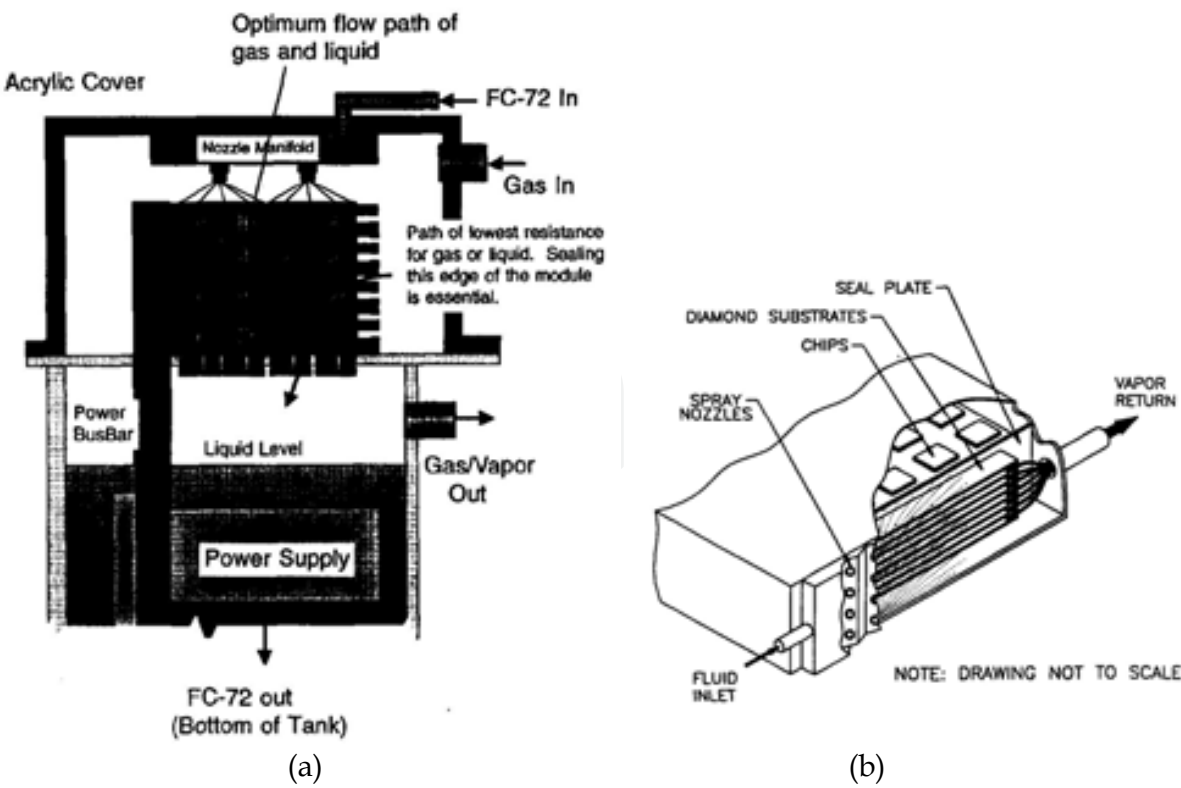 Optimum flow path of
gas and liquid
Acrylic Cover
FC-72 In
Nozzle Manifold
Gas In
Path of lowest resistance
for gas or liquid. Sealing
this edge of the module
is essential.
Power
BusBar
Liquid Level
Gas/Vapor
Out
Power Supply
FC-72 out
(Bottom of Tank)
(a)
SEAL PLATE
DIAMOND SUBSTRATES
CHIPS
SPRAY
NOZZLES
VAPOR
RETURN
FLUID
INLET
NOTE: DRAWING NOT TO SCALE
(b)